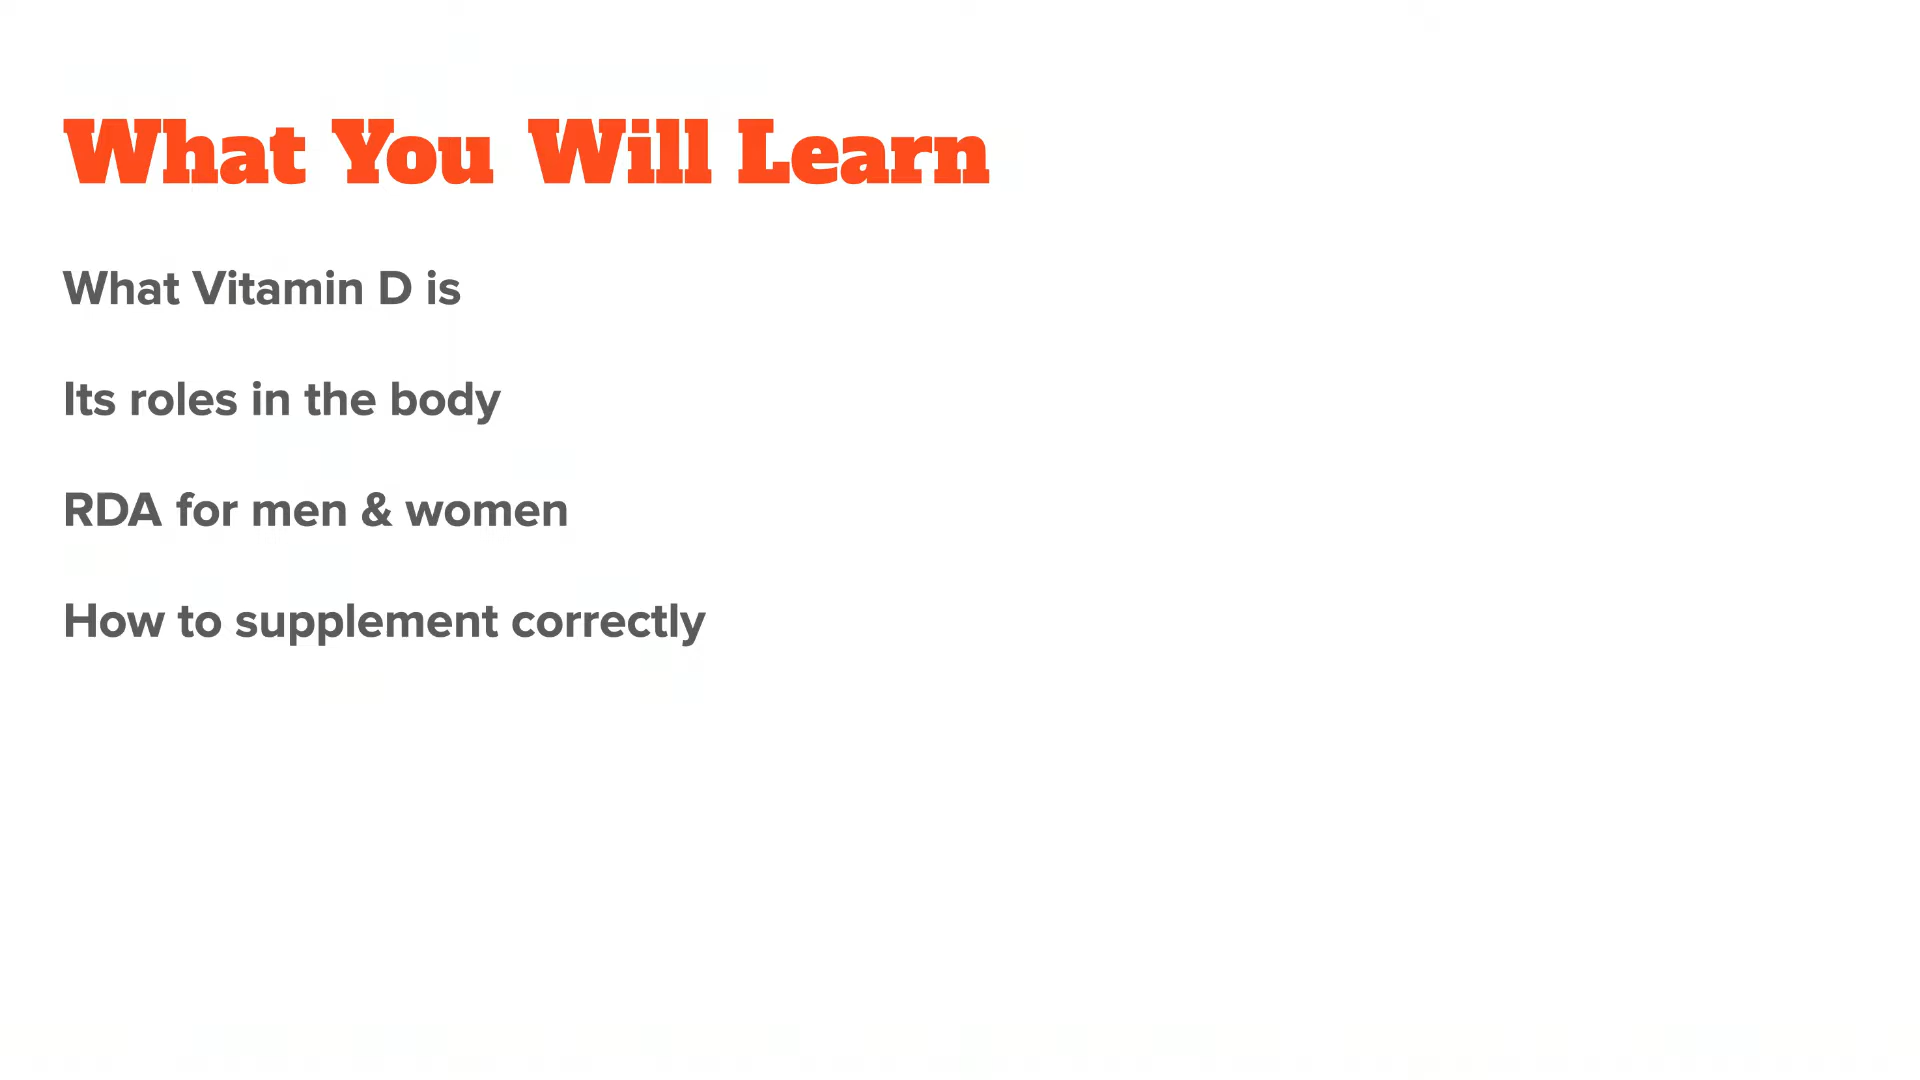 What You Will Learn
What Vitamin D is
Its roles in the body
RDA for men & women
How to supplement correctly